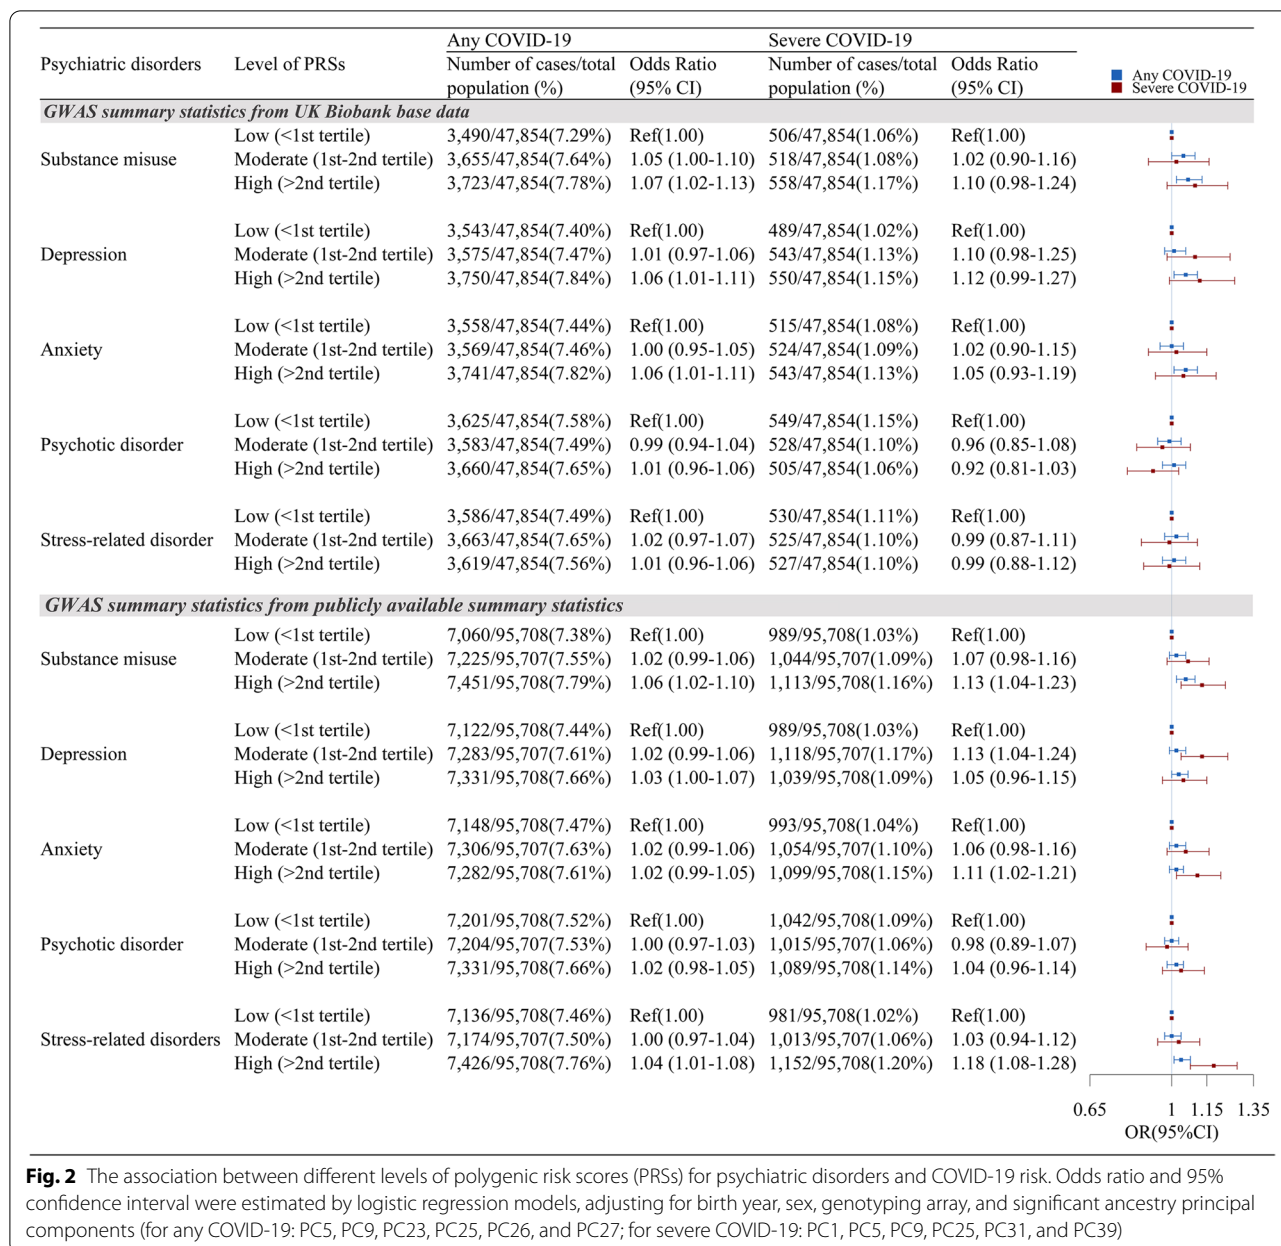 Any COVID-19 Severe COVID-19
Psychiatric disorders Level of PRSs Number of cases/total Odds Ratio Number of cases/total Odds Ratio
population (%) (95% CI) population (%) (95% CI)
Any COVID-19
Severe COVID-19
GWAS summary statistics from UK Biobank base data
Low (<1st tertile) 3,490/47,854(7.29%) Ref(1.00) 506/47,854(1.06%) Ref(1.00)
Substance misuse Moderate (1st-2nd tertile) 3,655/47,854(7.64%) 1.05 (1.00-1.10) 518/47,854(1.08%) 1.02 (0.90-1.16)
High (>2nd tertile) 3,723/47,854(7.78%) 1.07 (1.02-1.13) 558/47,854(1.17%) 1.10 (0.98-1.24)
Low (<1st tertile) 3,543/47,854(7.40%) Ref(1.00) 489/47,854(1.02%) Ref(1.00)
Depression Moderate (1st-2nd tertile) 3,575/47,854(7.47%) 1.01 (0.97-1.06) 543/47,854(1.13%) 1.10 (0.98-1.25)
High (>2nd tertile) 3,750/47,854(7.84%) 1.06 (1.01-1.11) 550/47,854(1.15%) 1.12 (0.99-1.27)
Low (<1st tertile) 3,558/47,854(7.44%) Ref(1.00) 515/47,854(1.08%) Ref(1.00)
Anxiety Moderate (1st-2nd tertile) 3,569/47,854(7.46%) 1.00 (0.95-1.05) 524/47,854(1.09%) 1.02 (0.90-1.15)
High (>2nd tertile) 3,741/47,854(7.82%) 1.06 (1.01-1.11) 543/47,854(1.13%) 1.05 (0.93-1.19)
Low (<1st tertile) 3,625/47,854(7.58%) Ref(1.00) 549/47,854(1.15%) Ref(1.00)
Psychotic disorder Moderate (1st-2nd tertile) 3,583/47,854(7.49%) 0.99 (0.94-1.04) 528/47,854(1.10%) 0.96 (0.85-1.08)
High (>2nd tertile) 3,660/47,854(7.65%) 1.01 (0.96-1.06) 505/47,854(1.06%) 0.92 (0.81-1.03)
Low (<1st tertile) 3,586/47,854(7.49%) Ref(1.00) 530/47,854(1.11%) Ref(1.00)
Stress-related disorder Moderate (1st-2nd tertile) 3,663/47,854(7.65%) 1.02 (0.97-1.07) 525/47,854(1.10%) 0.99 (0.87-1.11)
High (>2nd tertile) 3,619/47,854(7.56%) 1.01 (0.96-1.06) 527/47,854(1.10%) 0.99 (0.88-1.12)
GWAS summary statistics from publicly available summary statistics
Low (<1st tertile) 7,060/95,708(7.38%) Ref(1.00) 989/95,708(1.03%) Ref(1.00)
Substance misuse Moderate (1st-2nd tertile) 7,225/95,707(7.55%) 1.02 (0.99-1.06) 1,044/95,707(1.09%) 1.07 (0.98-1.16)
High (>2nd tertile) 7,451/95,708(7.79%) 1.06 (1.02-1.10) 1,113/95,708(1.16%) 1.13 (1.04-1.23)
Low (<1st tertile) 7,122/95,708(7.44%) Ref(1.00) 989/95,708(1.03%) Ref(1.00)
Depression Moderate (1st-2nd tertile) 7,283/95,707(7.61%) 1.02 (0.99-1.06) 1,118/95,707(1.17%) 1.13 (1.04-1.24)
High (>2nd tertile) 7,331/95,708(7.66%) 1.03 (1.00-1.07) 1,039/95,708(1.09%) 1.05 (0.96-1.15)
Low (<1st tertile) 7,148/95,708(7.47%) Ref(1.00) 993/95,708(1.04%) Ref(1.00)
Anxiety Moderate (1st-2nd tertile) 7,306/95,707(7.63%) 1.02 (0.99-1.06) 1,054/95,707(1.10%) 1.06 (0.98-1.16)
High (>2nd tertile) 7,282/95,708(7.61%) 1.02 (0.99-1.05) 1,099/95,708(1.15%) 1.11 (1.02-1.21)
Low (<1st tertile) 7,201/95,708(7.52%) Ref(1.00) 1,042/95,708(1.09%) Ref(1.00)
Psychotic disorder Moderate (1st-2nd tertile) 7,204/95,707(7.53%) 1.00 (0.97-1.03) 1,015/95,707(1.06%) 0.98 (0.89-1.07)
High (>2nd tertile) 7,331/95,708(7.66%) 1.02 (0.98-1.05) 1,089/95,708(1.14%) 1.04 (0.96-1.14)
Low (<1st tertile) 7,136/95,708(7.46%) Ref(1.00) 981/95,708(1.02%) Ref(1.00)
Stress-related disorders Moderate (1st-2nd tertile) 7,174/95,707(7.50%) 1.00 (0.97-1.04) 1,013/95,707(1.06%) 1.03 (0.94-1.12)
High (>2nd tertile) 7,426/95,708(7.76%) 1.04 (1.01-1.08) 1,152/95,708(1.20%) 1.18 (1.08-1.28)
0.65 1 1.15 1.35
OR(95%CI)
Fig. 2 The association between different levels of polygenic risk scores (PRSs) for psychiatric disorders and COVID-19 risk. Odds ratio and 95%
confidence interval were estimated by logistic regression models, adjusting for birth year, sex, genotyping array, and significant ancestry principal
components (for any COVID-19: PC5, PC9, PC23, PC25, PC26, and PC27; for severe COVID-19: PC1, PC5, PC9, PC25, PC31, and PC39)